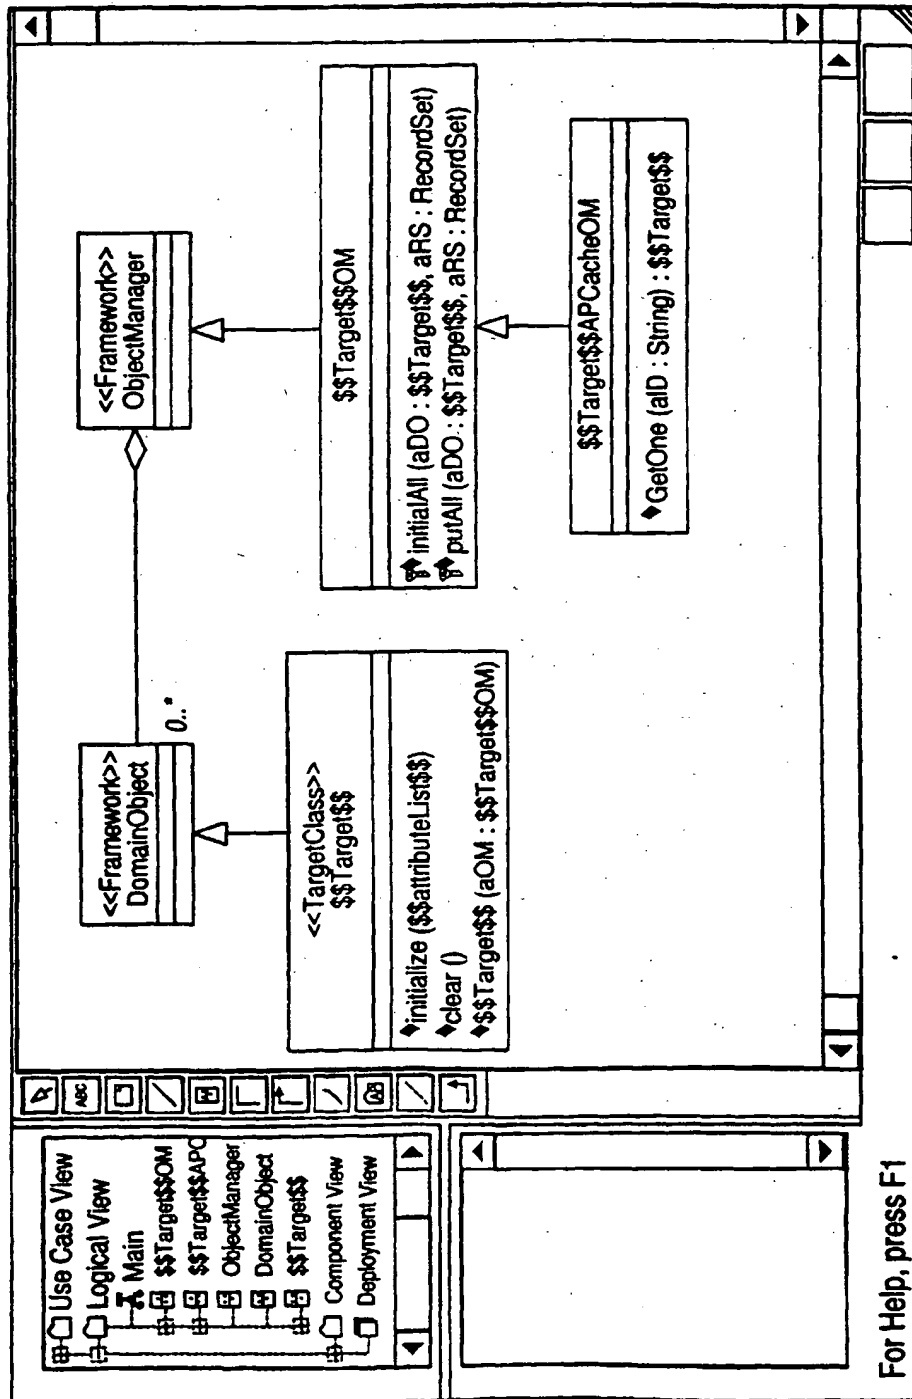 Use Case View
Logical View
Main
$$Target$$OM
$$Target$$APC
ObjectManager
DomainObject
$$Target$$
Component View
Deployment View
For Help, press F1
ABC
<<Framework>>
DomainObject
0..*
<<Framework>>
ObjectManager
<<TargetClass>>
$$Target$$
initialize ($$attributeList$$)
clear ()
$$Target$$ (aOM : $$Target$$OM)
$$Target$$OM
initialAll (aDO : $$Target$$, aRS : RecordSet)
putAll (aDO : $$Target$$, aRS : RecordSet)
$$Target$$APCacheOM
GetOne (aID : String) : $$Target$$